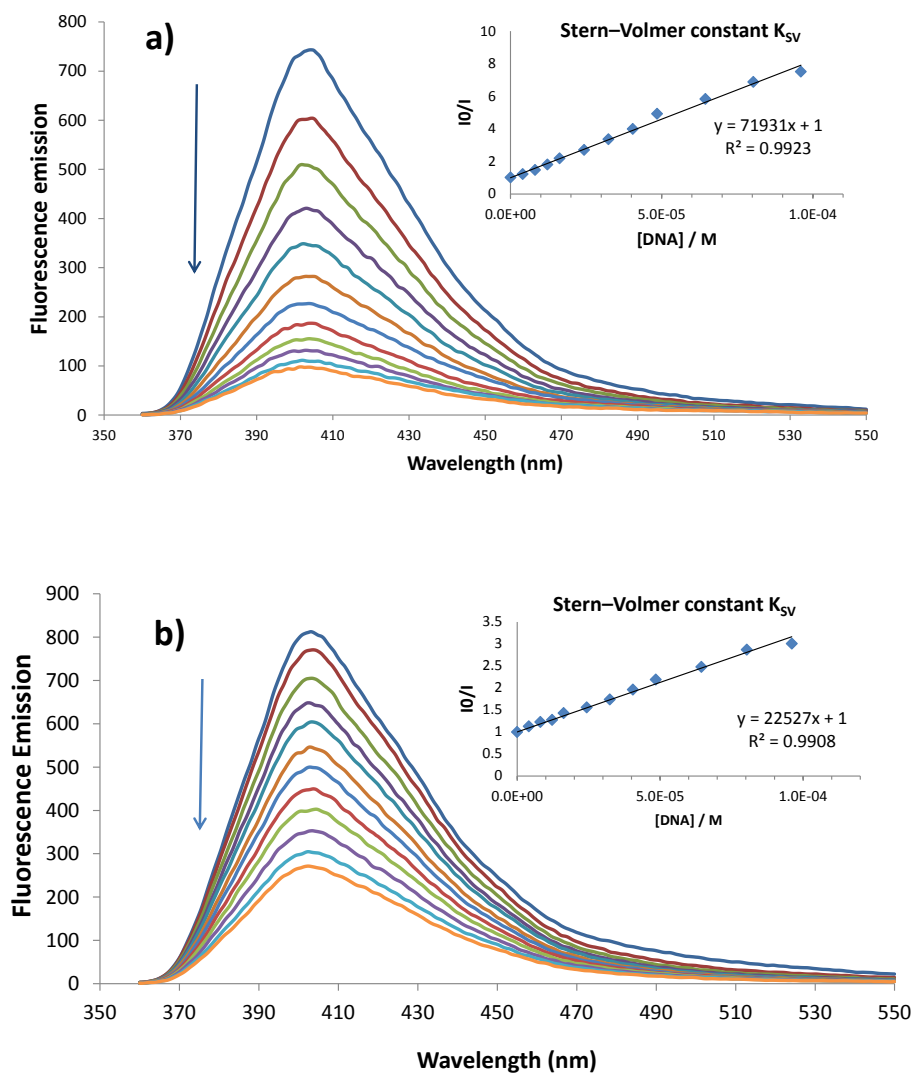 a)
Stern–Volmer constant KSV
I0/I
10
8
6
4
2
0
y = 71931x + 1
R² = 0.9923
0.0E+00 5.0E-05 1.0E-04
[DNA] / M
Fluorescence emission
800
700
600
500
400
300
200
100
0
350 370 390 410 430 450 470 490 510 530 550
Wavelength (nm)
b)
Stern–Volmer constant KSV
I0/I
3.5
3
2.5
2
1.5
1
0.5
0
y = 22527x + 1
R² = 0.9908
0.0E+00 5.0E-05 1.0E-04
[DNA] / M
Fluorescence Emission
900
800
700
600
500
400
300
200
100
0
350 370 390 410 430 450 470 490 510 530 550
Wavelength (nm)